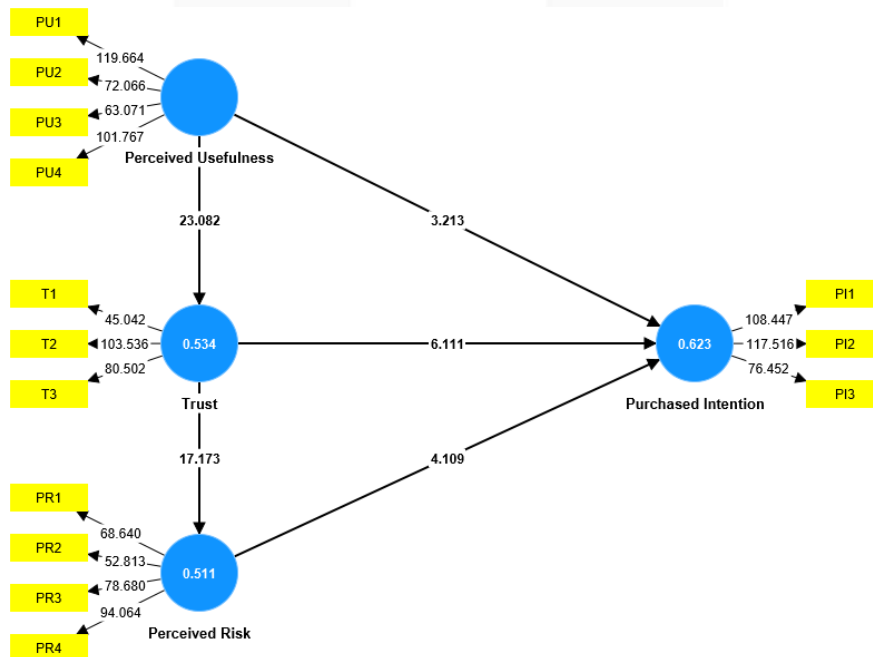 PU1
119.664
PU2
72.066
PU3
63.071
101.767
PU4
Perceived Usefulness
23.082
3.213
T1
45.042
T2
103.536
T3
80.502
0.534
Trust
6.111
0.623
Purchased Intention
108.447
PI1
117.516
PI2
76.452
PI3
17.173
4.109
PR1
68.640
PR2
52.813
PR3
78.680
94.064
PR4
0.511
Perceived Risk